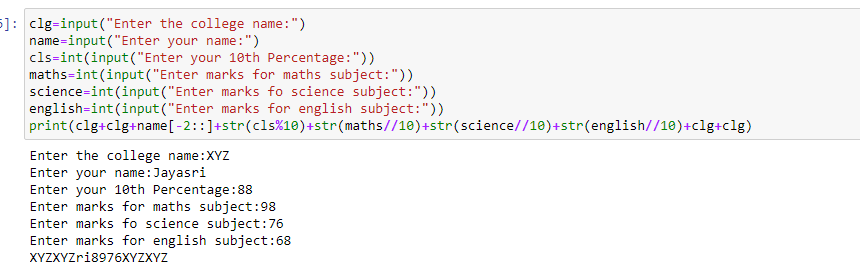 5]: clg=input("Enter the college name:")
name=input("Enter your name:")
cls=int(input("Enter your 10th Percentage:"))
maths=int(input("Enter marks for maths subject:"))
science=int(input("Enter marks fo science subject:"))
english=int(input("Enter marks for english subject:"))
print(clg+clg+name[-2::]+str(cls%10)+str(maths//10)+str(science//10)+str(english//10)+clg+clg)
Enter the college name:XYZ
Enter your name:Jayasri
Enter your 10th Percentage:88
Enter marks for maths subject:98
Enter marks fo science subject:76
Enter marks for english subject:68
XYZXYZri8976XYZXYZ